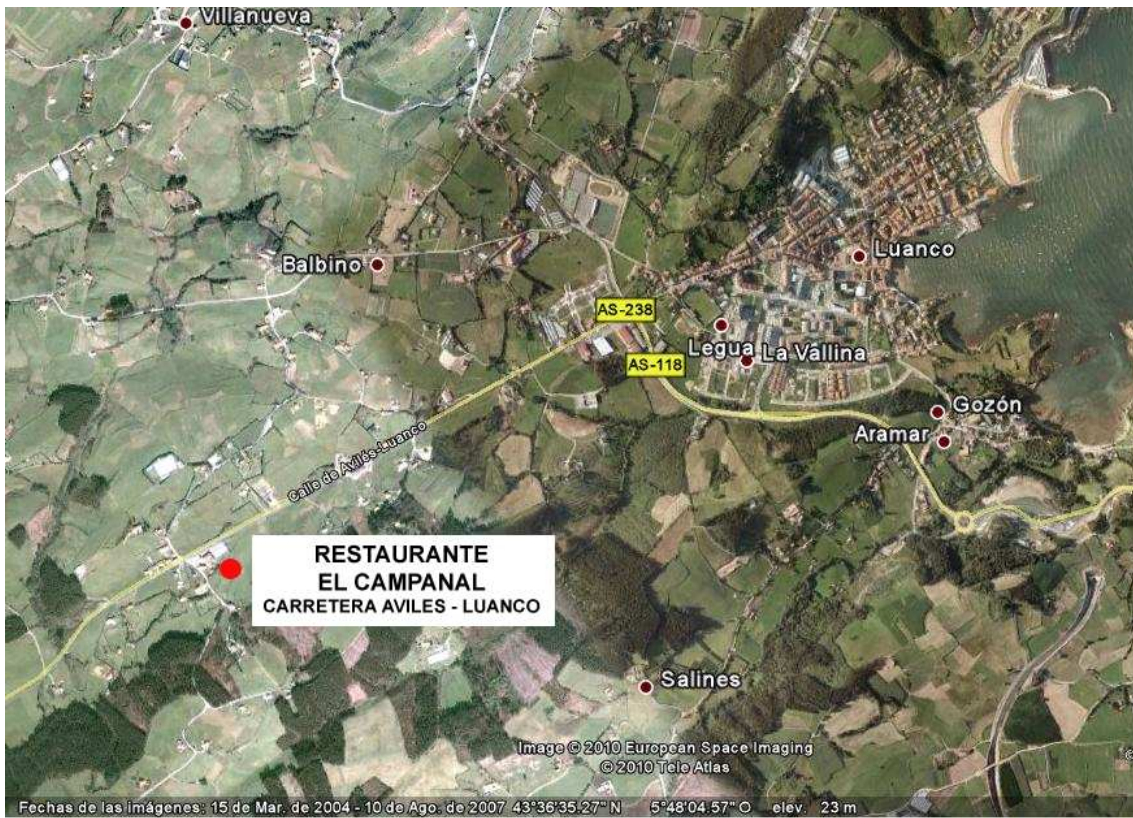 Villanueva
Balbino
Luanco
AS-238
Legua
La Vallina
AS-118
Gozón
Aramar
Calle de Avilés-Luanco
RESTAURANTE
EL CAMPANAL
CARRETERA AVILES - LUANCO
Salines
Image © 2010 European Space Imaging
© 2010 Tele Atlas
©
Fechas de las imágenes: 15 de Mar. de 2004 - 10 de Ago. de 2007 43°36'35.27" N 5°48'04.57" O elev. 23 m